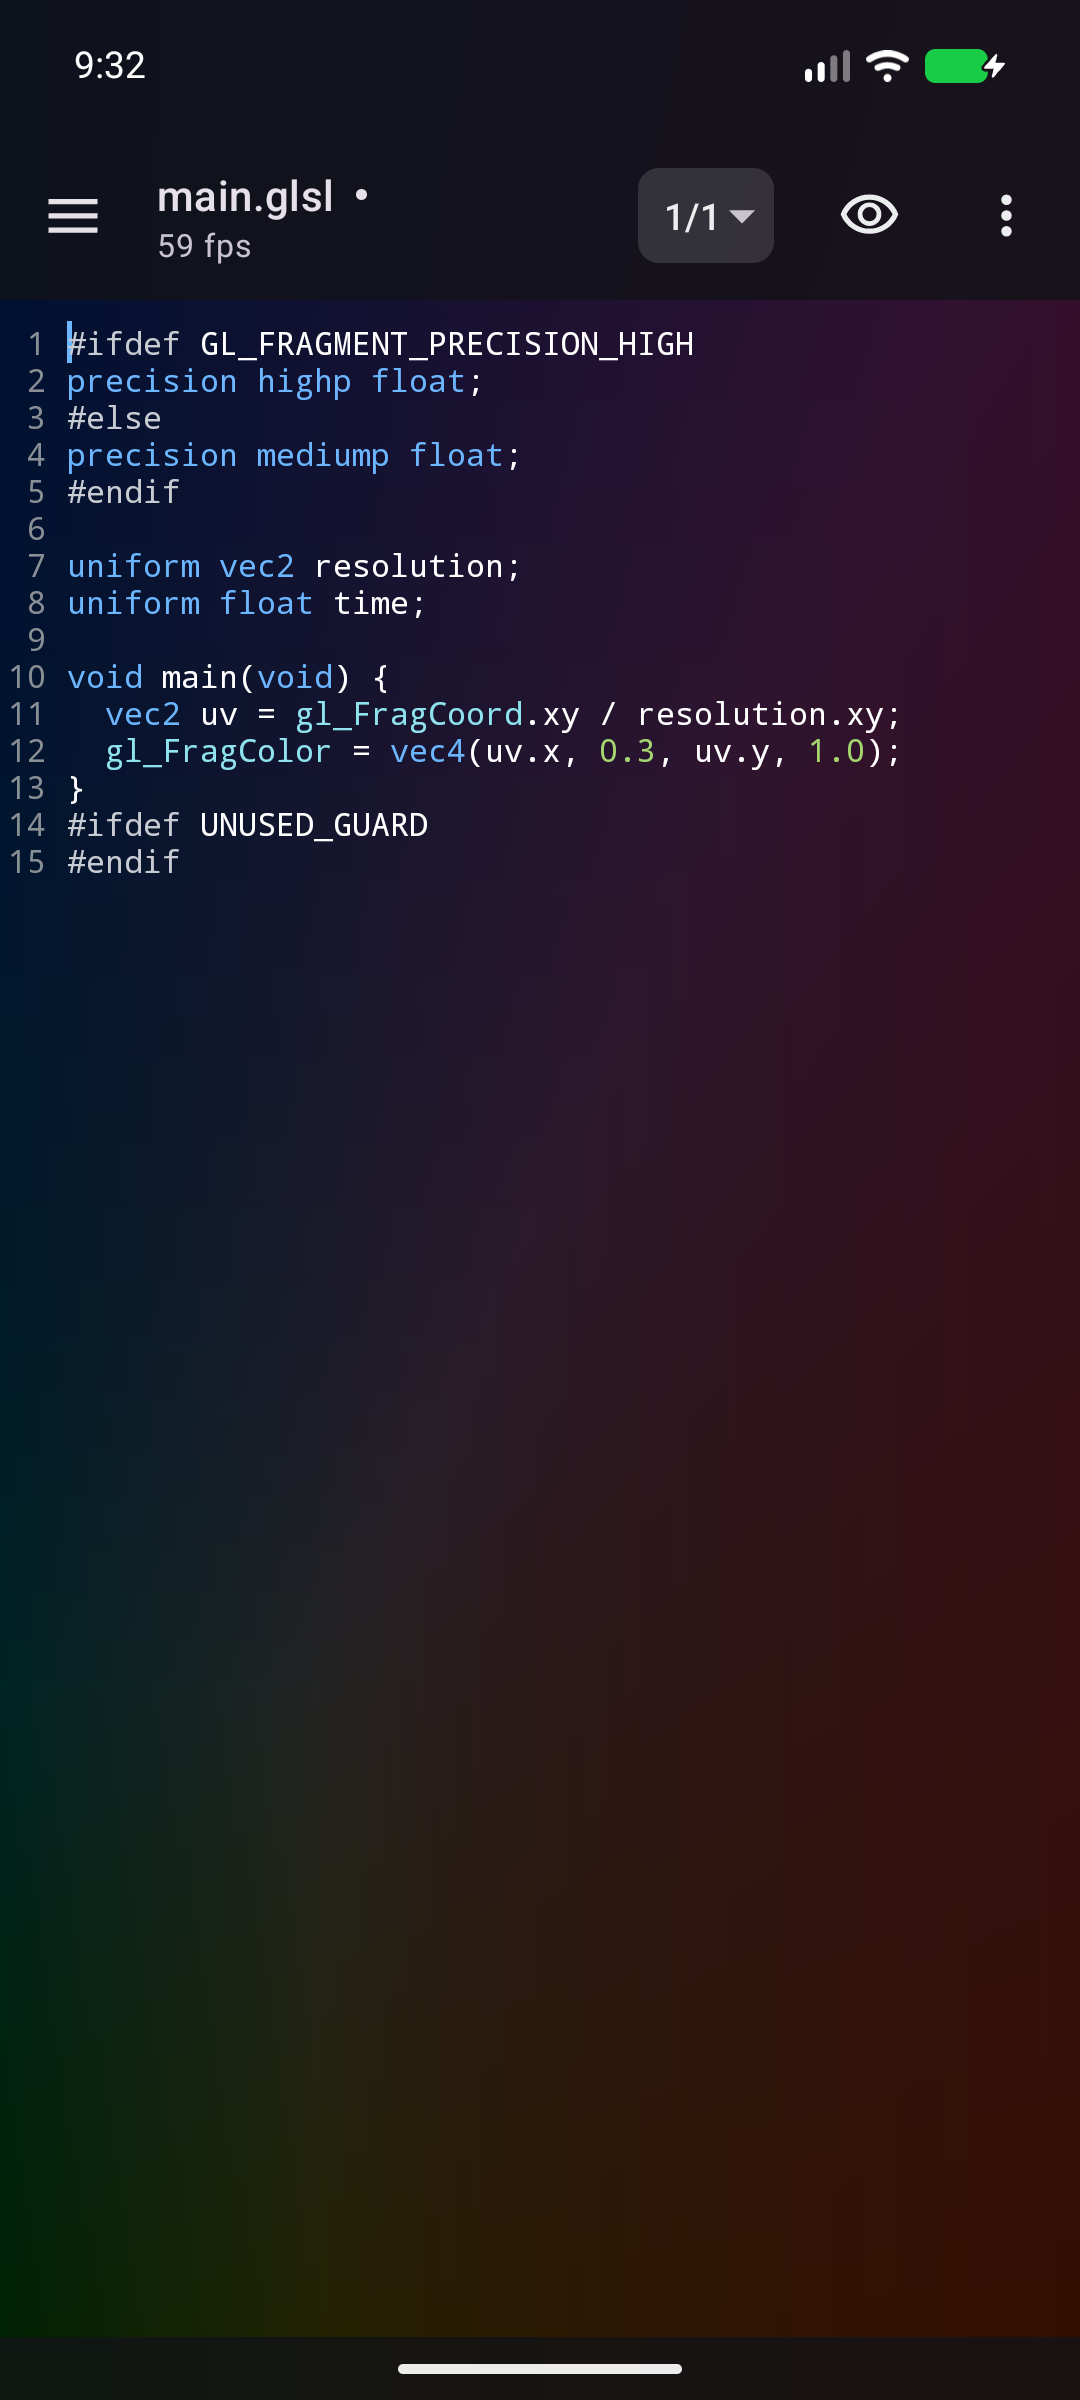 9:32
main.glsl •
59 fps
1/1
1 #ifdef GL_FRAGMENT_PRECISION_HIGH
2 precision highp float;
3 #else
4 precision mediump float;
5 #endif
6
7 uniform vec2 resolution;
8 uniform float time;
9
10 void main(void) {
11   vec2 uv = gl_FragCoord.xy / resolution.xy;
12   gl_FragColor = vec4(uv.x, 0.3, uv.y, 1.0);
13 }
14 #ifdef UNUSED_GUARD
15 #endif